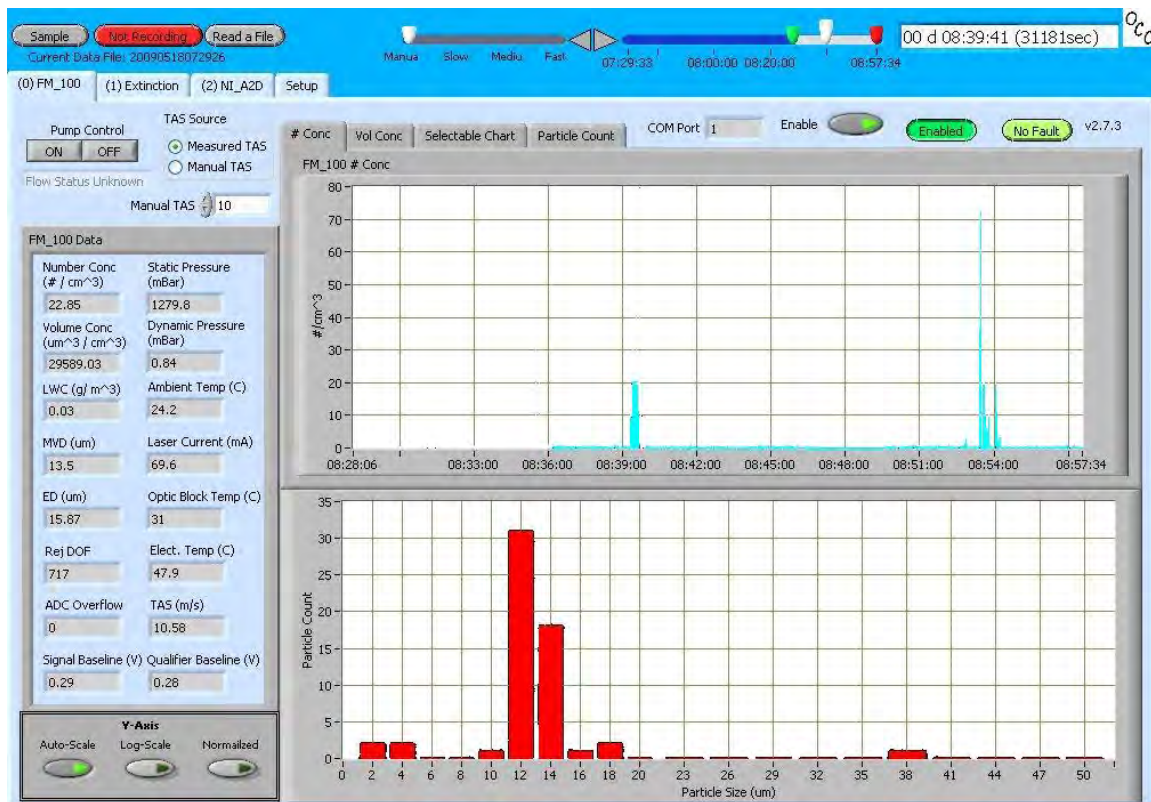 Sample Not Recording Read a File
Current Data File: 20090518072926
Manua Slow Mediu Fast
07:29:33 08:00:00 08:20:00 08:57:34
00 d 08:39:41 (31181sec)
(0) FM_100 (1) Extinction (2) NI_A2D Setup
Pump Control
ON OFF
Flow Status Unknown
TAS Source
Measured TAS
Manual TAS
Manual TAS 10
# Conc Vol Conc Selectable Chart Particle Count
COM Port 1 Enable Enabled No Fault v2.7.3
FM_100 Data
Number Conc
(# / cm^3)
22.85
Static Pressure
(mBar)
1279.8
Volume Conc
(um^3 / cm^3)
29589.03
Dynamic Pressure
(mBar)
0.84
LWC (g/ m^3)
0.03
Ambient Temp (C)
24.2
MVD (um)
13.5
Laser Current (mA)
69.6
ED (um)
15.87
Optic Block Temp (C)
31
Rej DOF
717
Elect. Temp (C)
47.9
ADC Overflow
0
TAS (m/s)
10.58
Signal Baseline (V)
0.29
Qualifier Baseline (V)
0.28
Y-Axis
Auto-Scale Log-Scale Normailzed
FM_100 # Conc
#/cm^3
80
70
60
50
40
30
20
10
0
08:28:06 08:33:00 08:36:00 08:39:00 08:42:00 08:45:00 08:48:00 08:51:00 08:54:00 08:57:34
Particle Count
35
30
25
20
15
10
5
0
0 2 4 6 8 10 12 14 16 18 20 23 26 29 32 35 38 41 44 47 50
Particle Size (um)